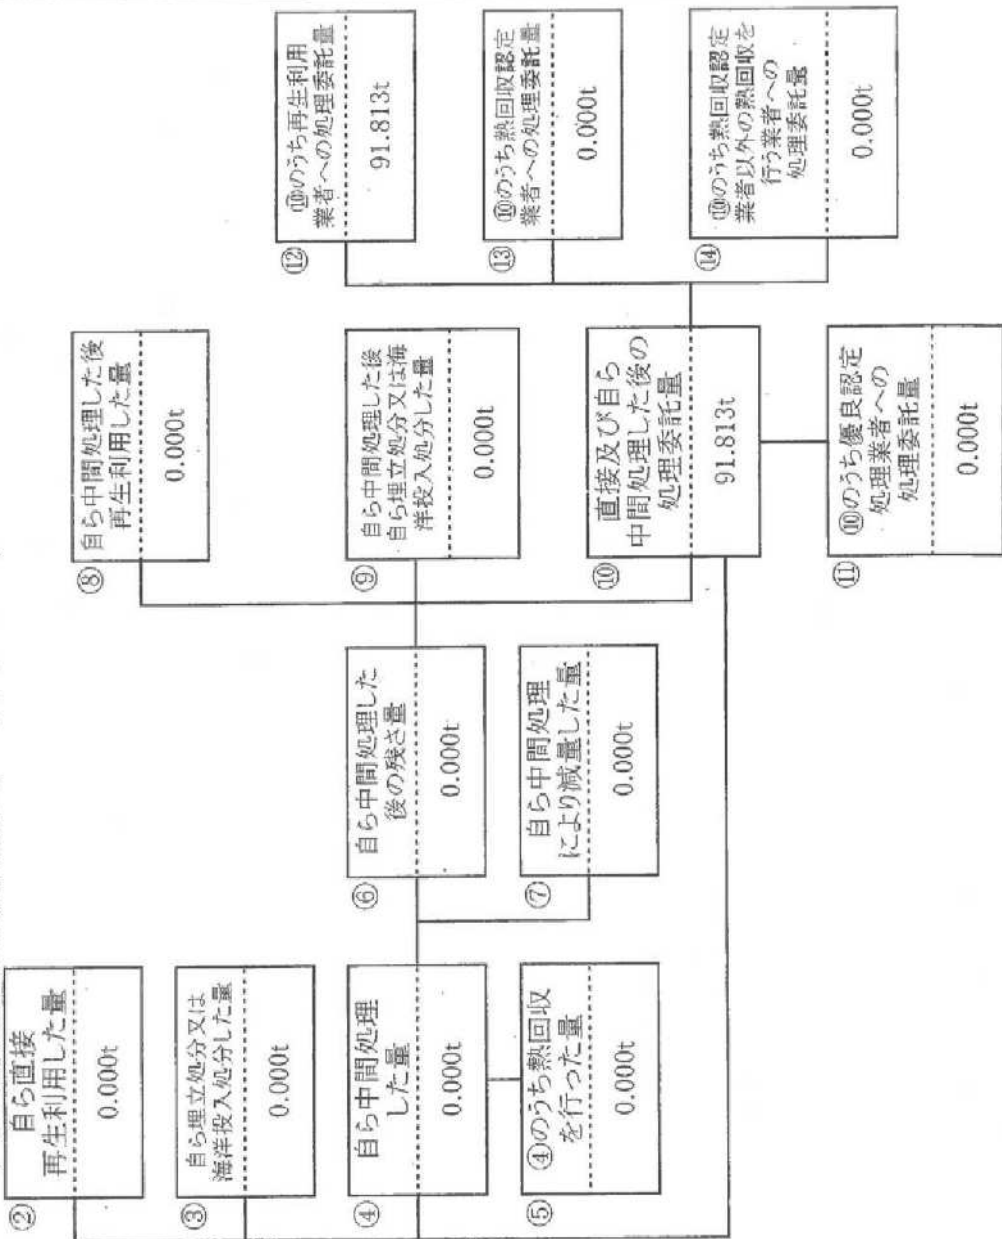 ②
自ら直接
再生利用した量
0.000t
③
自ら埋立処分又は
海洋投入処分した量
0.000t
④
自ら中間処理
した量
0.000t
⑤
④のうち熱回収
を行った量
0.000t
⑥
自ら中間処理した
後の残さ量
0.000t
⑦
自ら中間処理
により減量した量
0.000t
⑧
自ら中間処理した後
再生利用した量
0.000t
⑨
自ら中間処理した後
自ら埋立処分又は海
洋投入処分した量
0.000t
⑩
直接及び自ら
中間処理した後の
処理委託量
91.813t
⑪
⑩のうち優良認定
処理業者への
処理委託量
0.000t
⑫
⑩のうち再生利用
業者への処理委託量
91.813t
⑬
⑩のうち熱回収認定
業者への処理委託量
0.000t
⑭
⑩のうち熱回収認定
業者以外の熱回収を
行う業者への
処理委託量
0.000t